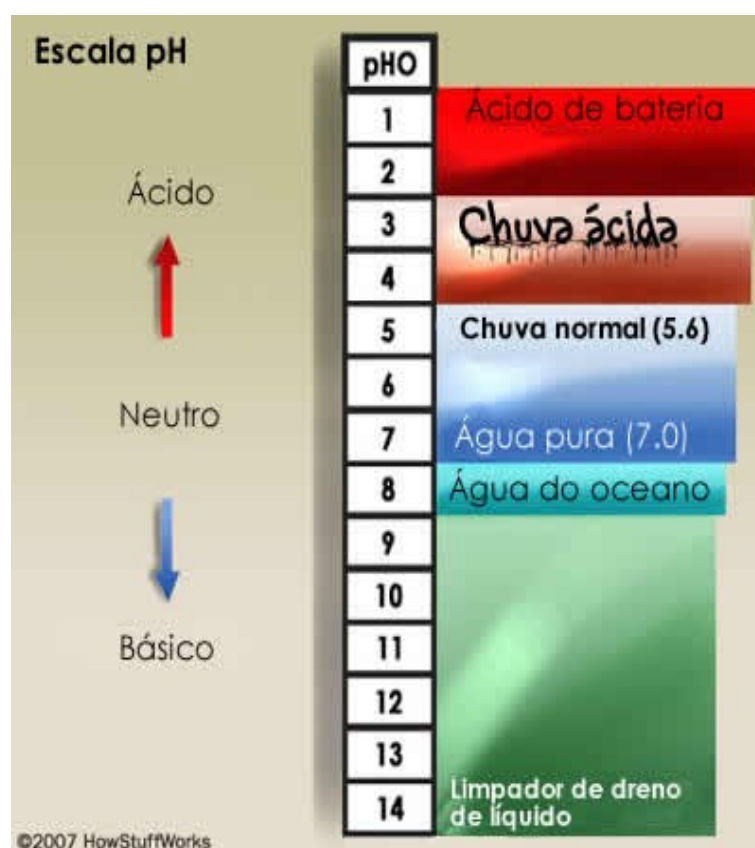 Escala pH
pHO
1
Ácido de bateria
2
Ácido
3
Chuva ácida
4
5
Chuva normal (5.6)
6
Neutro
7
Água pura (7.0)
8
Água do oceano
9
10
Básico
11
12
13
14
Limpador de dreno
de líquido
©2007 HowStuffWorks